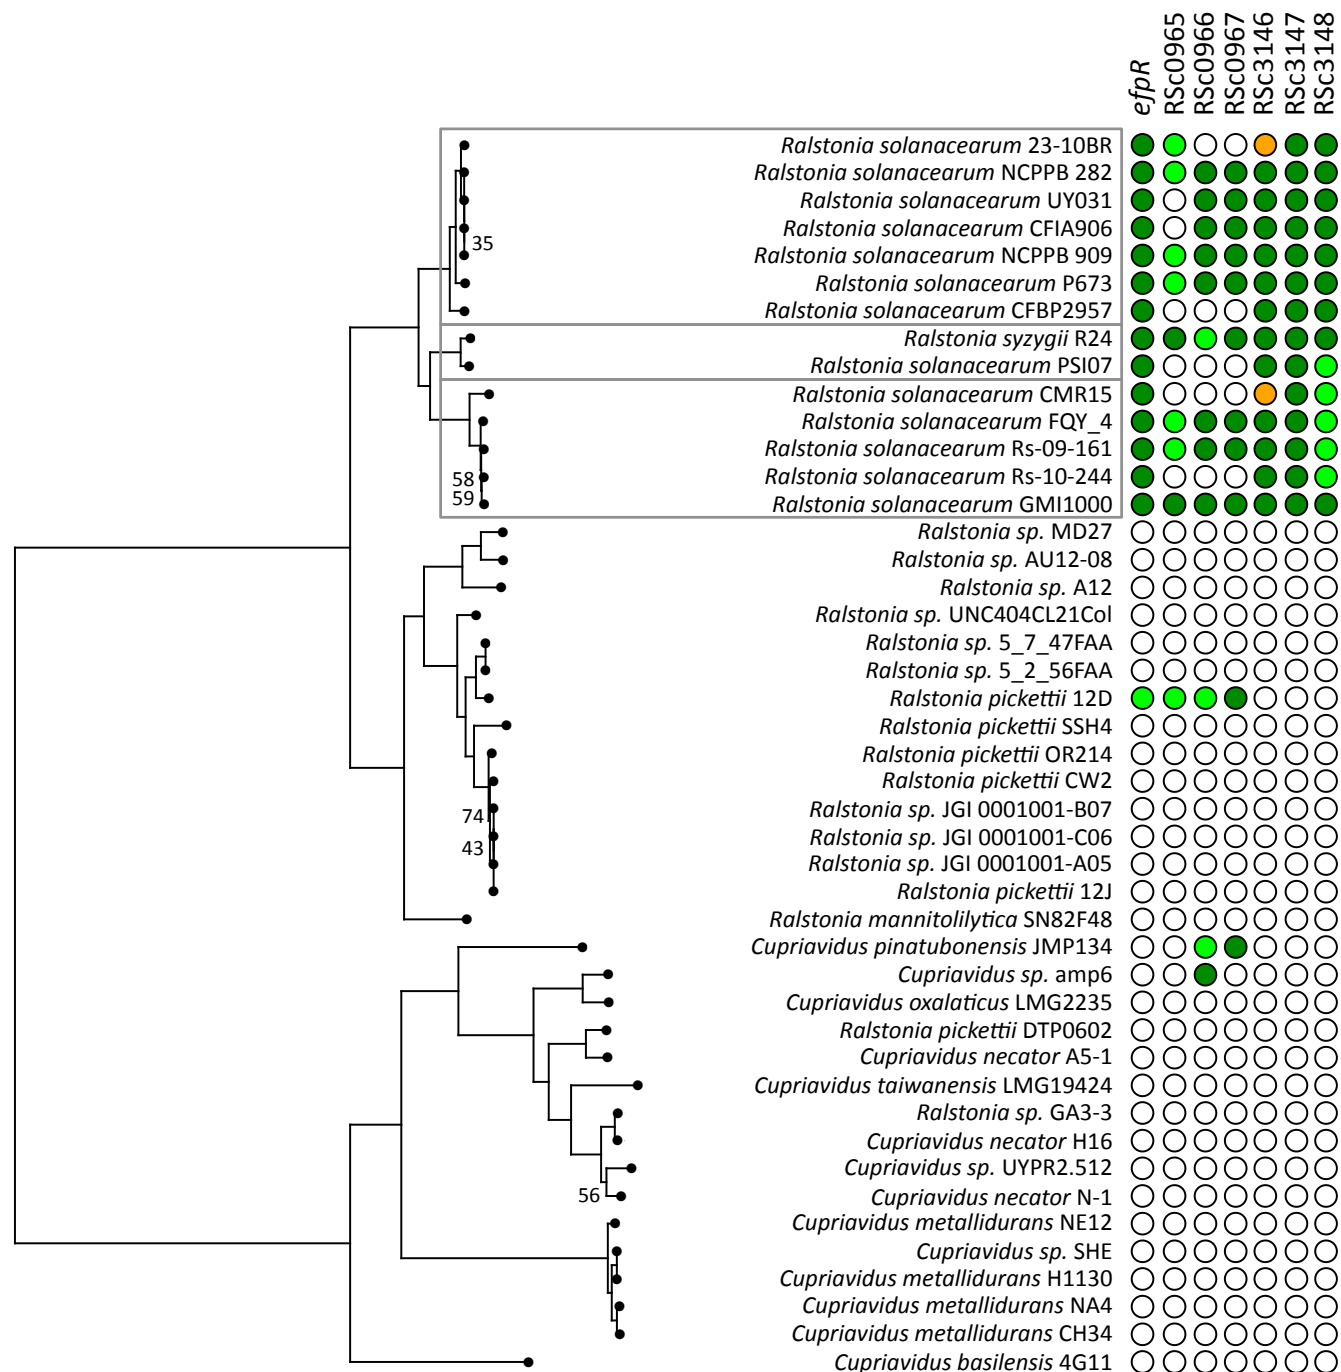 efpR RSc0965 RSc0966 RSc0967 RSc3146 RSc3147 RSc3148
Ralstonia solanacearum 23-10BR
Ralstonia solanacearum NCPPB 282
Ralstonia solanacearum UY031
Ralstonia solanacearum CFIA906
35
Ralstonia solanacearum NCPPB 909
Ralstonia solanacearum P673
Ralstonia solanacearum CFBP2957
Ralstonia syzygii R24
Ralstonia solanacearum PSI07
Ralstonia solanacearum CMR15
Ralstonia solanacearum FQY_4
Ralstonia solanacearum Rs-09-161
58 Ralstonia solanacearum Rs-10-244
59 Ralstonia solanacearum GMI1000
Ralstonia sp. MD27
Ralstonia sp. AU12-08
Ralstonia sp. A12
Ralstonia sp. UNC404CL21Col
Ralstonia sp. 5_7_47FAA
Ralstonia sp. 5_2_56FAA
Ralstonia pickettii 12D
Ralstonia pickettii SSH4
Ralstonia pickettii OR214
Ralstonia pickettii CW2
Ralstonia sp. JGI 0001001-B07
74
Ralstonia sp. JGI 0001001-C06
43
Ralstonia sp. JGI 0001001-A05
Ralstonia pickettii 12J
Ralstonia mannitolilytica SN82F48
Cupriavidus pinatubonensis JMP134
Cupriavidus sp. amp6
Cupriavidus oxalaticus LMG2235
Ralstonia pickettii DTP0602
Cupriavidus necator A5-1
Cupriavidus taiwanensis LMG19424
Ralstonia sp. GA3-3
Cupriavidus necator H16
Cupriavidus sp. UYPR2.512
56 Cupriavidus necator N-1
Cupriavidus metallidurans NE12
Cupriavidus sp. SHE
Cupriavidus metallidurans H1130
Cupriavidus metallidurans NA4
Cupriavidus metallidurans CH34
Cupriavidus basilensis 4G11